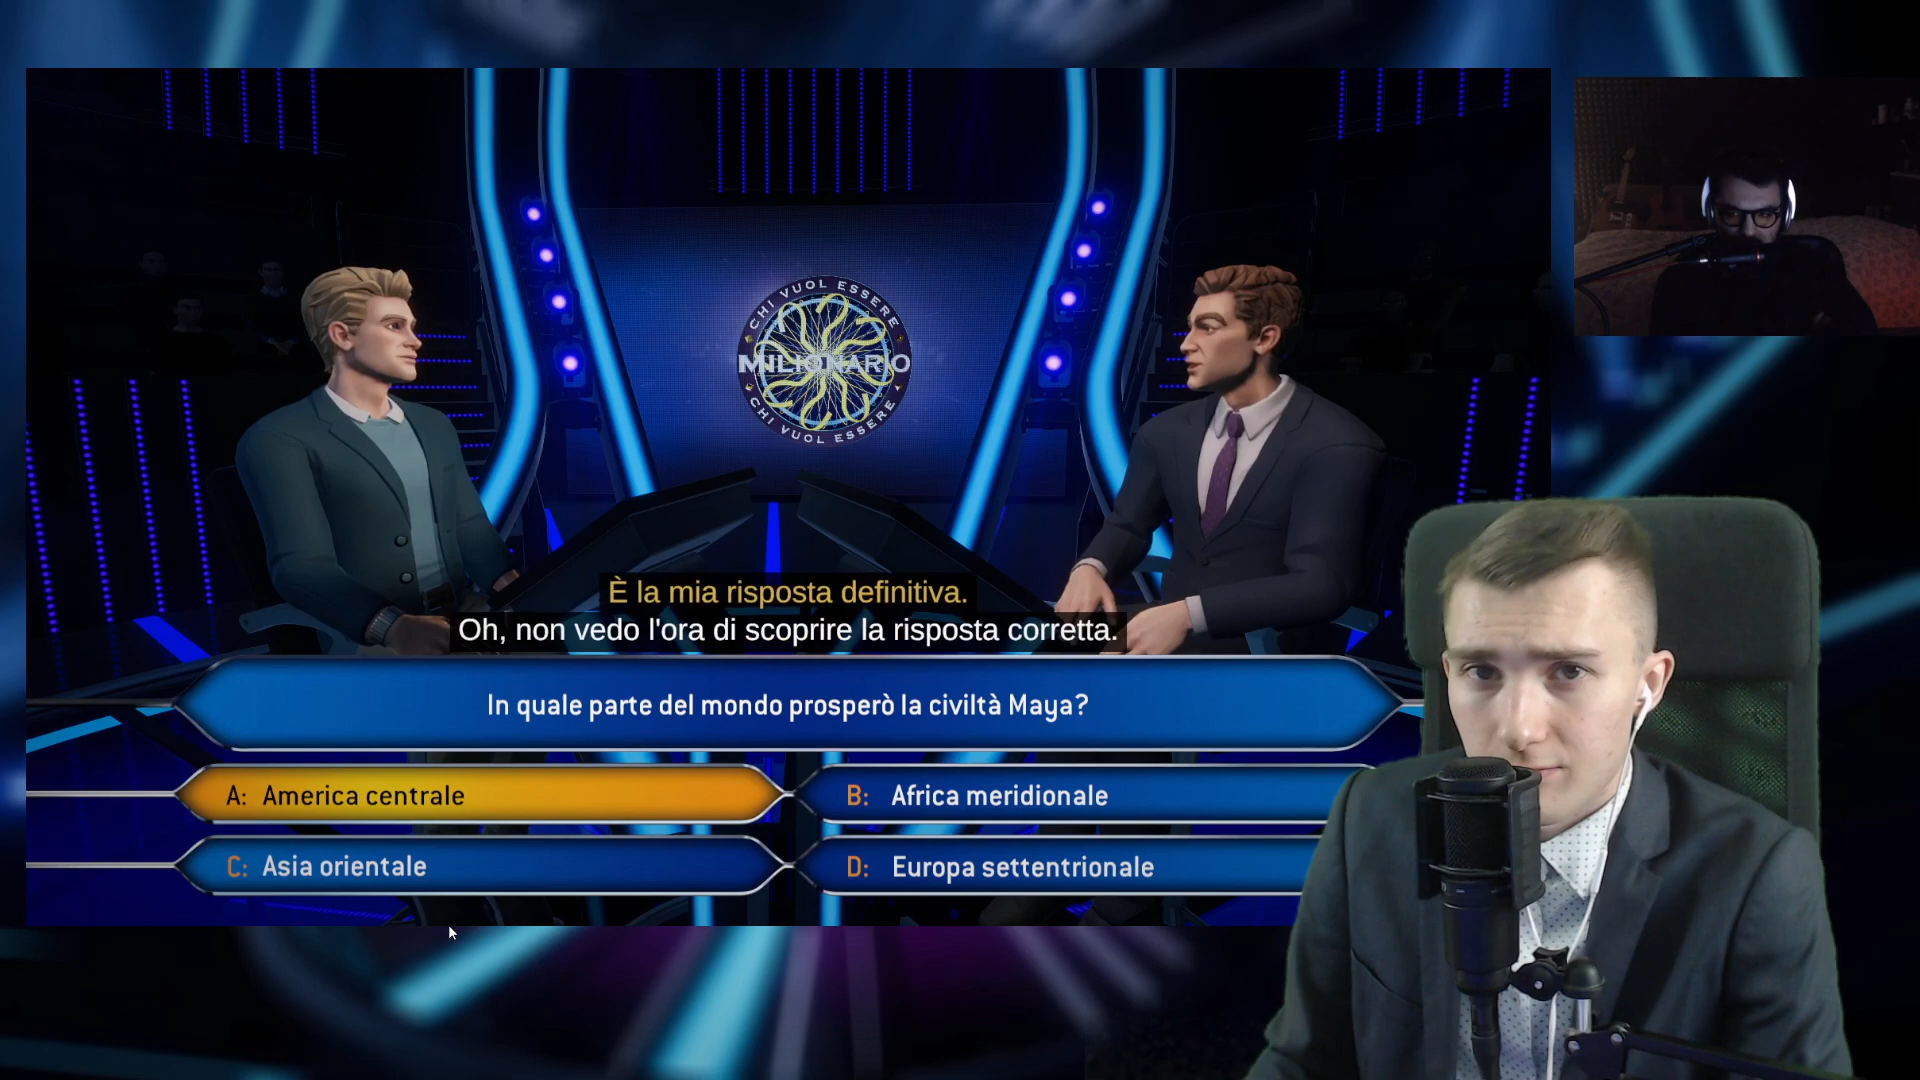 CHI VUOL ESSERE
MILIONARIO
CHI VUOL ESSERE
È la mia risposta definitiva.
Oh, non vedo l'ora di scoprire la risposta corretta.
In quale parte del mondo prosperò la civiltà Maya?
A: America centrale
B: Africa meridionale
C: Asia orientale
D: Europa settentrionale